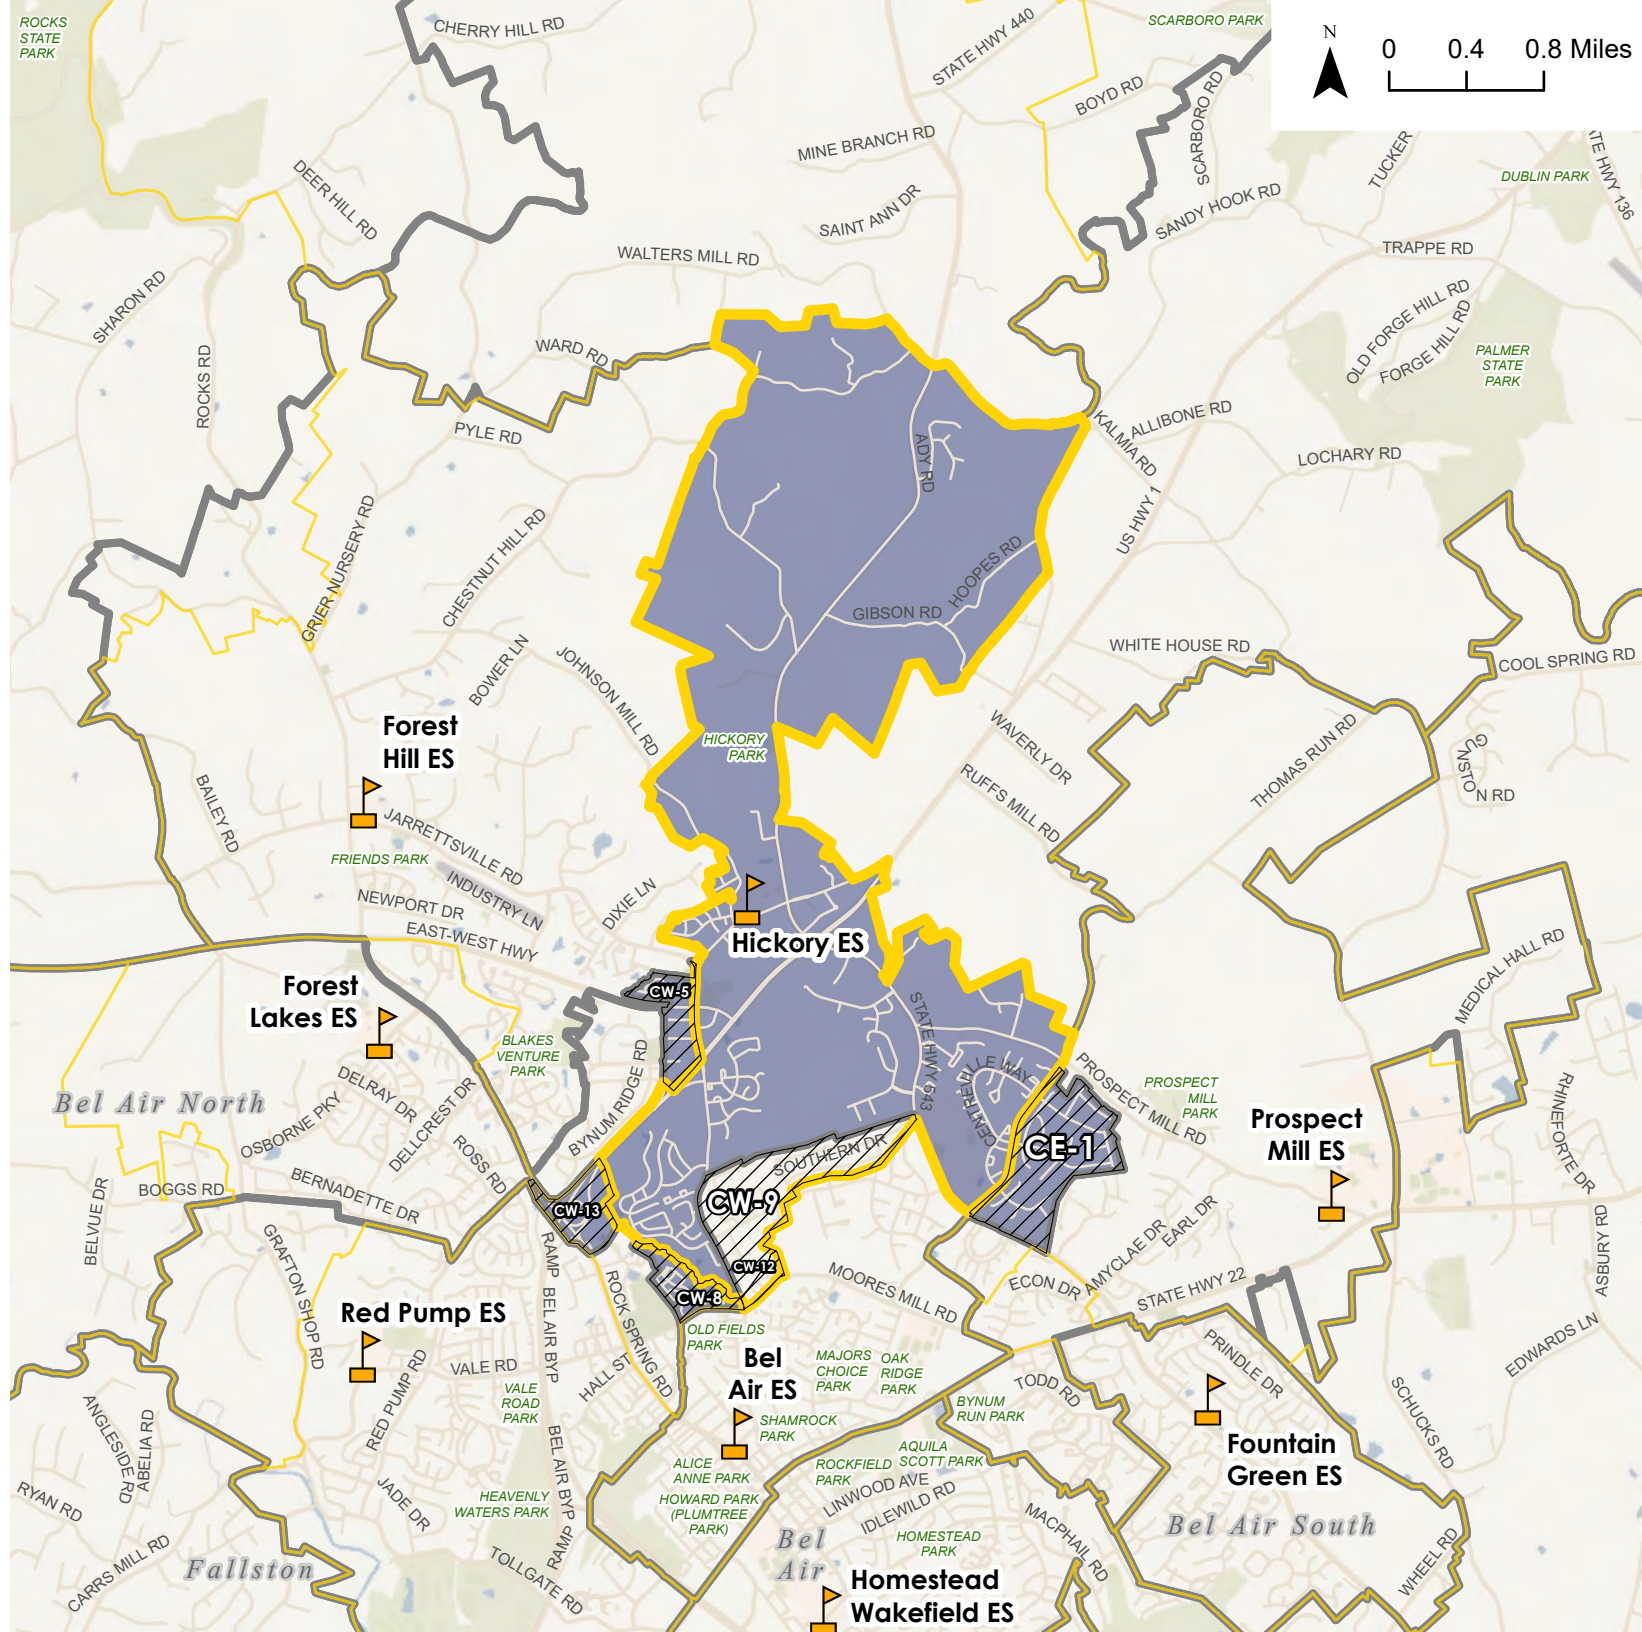 ROCKS
STATE
PARK
CHERRY HILL RD
STATE HWY 440
SCARBORO PARK
N
0 0.4 0.8 Miles
BOYD RD
SCARBORO RD
MINE BRANCH RD
TUCKER
ATE HWY 136
DUBLIN PARK
DEER HILL RD
SAINT ANN DR
SANDY HOOK RD
WALTERS MILL RD
TRAPPE RD
SHARON RD
OLD FORGE HILL RD
FORGE HILL RD
ROCKS RD
WARD RD
PALMER
STATE
PARK
PYLE RD
ADY RD
KALMIA RD
ALLIBONE RD
LOCHARY RD
US HWY 1
GRIER NURSERY RD
CHESTNUT HILL RD
HOOPES RD
GIBSON RD
BOWER LN
JOHNSON MILL RD
WHITE HOUSE RD
COOL SPRING RD
Forest
Hill ES
HICKORY
PARK
WAVERLY DR
THOMAS RUN RD
GUNSTON
N RD
RUFFS MILL RD
BAILEY RD
JARRETTSVILLE RD
FRIENDS PARK
INDUSTRY LN
NEWPORT DR
DIXIE LN
EAST-WEST HWY
Hickory ES
MEDICAL HALL RD
Forest
Lakes ES
CW-5
STATE HWY 543
BLAKES
VENTURE
PARK
BYNUM RIDGE RD
CENTREVILLE WAY
PROSPECT MILL RD
PROSPECT
MILL
PARK
RHINEFORTE DR
Bel Air North
DELRAY DR
OSBORNE PKY
DELLCREST DR
ROSS RD
Prospect
Mill ES
CE-1
SOUTHERN DR
BOGGS RD
BERNADETTE DR
BELVUE DR
CW-13
CW-9
EARL DR
AMYCLAE DR
ASBURY RD
GRAFTON SHOP RD
RAMP
BEL AIR BYP
CW-12
MOORES MILL RD
ECON DR
STATE HWY 22
ROCK SPRING RD
CW-8
Red Pump ES
OLD FIELDS
PARK
PRINDLE DR
EDWARDS LN
Bel
Air ES
VALE RD
RED PUMP RD
HALL ST
MAJORS
CHOICE
PARK
OAK
RIDGE
PARK
VALE
ROAD
PARK
TODD RD
BYNUM
RUN PARK
SCHUCKS RD
ANGLESIDE RD
ABELIA RD
SHAMROCK
PARK
Fountain
Green ES
BEL AIR BYP
RAMP
ALICE
ANNE PARK
ROCKFIELD
PARK
AQUILA
SCOTT PARK
RYAN RD
JADE DR
HEAVENLY
WATERS PARK
HOWARD PARK
(PLUMTREE
PARK)
LINWOOD AVE
IDLEWILD RD
MACPHAIL RD
Bel Air South
Bel
Air
HOMESTEAD
PARK
CARRS MILL RD
Fallston
TOLLGATE RD
WHEEL RD
Homestead
Wakefield ES